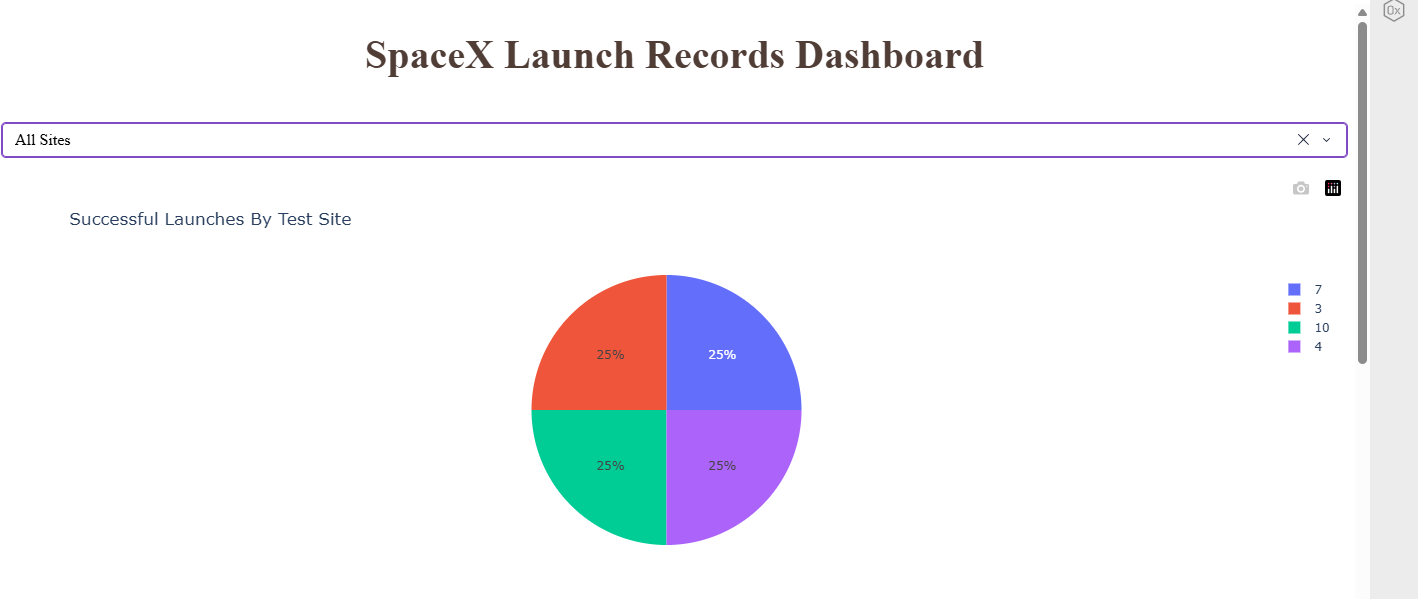 0x
SpaceX Launch Records Dashboard
All Sites
Successful Launches By Test Site
7
3
10
4
25%
25%
25%
25%